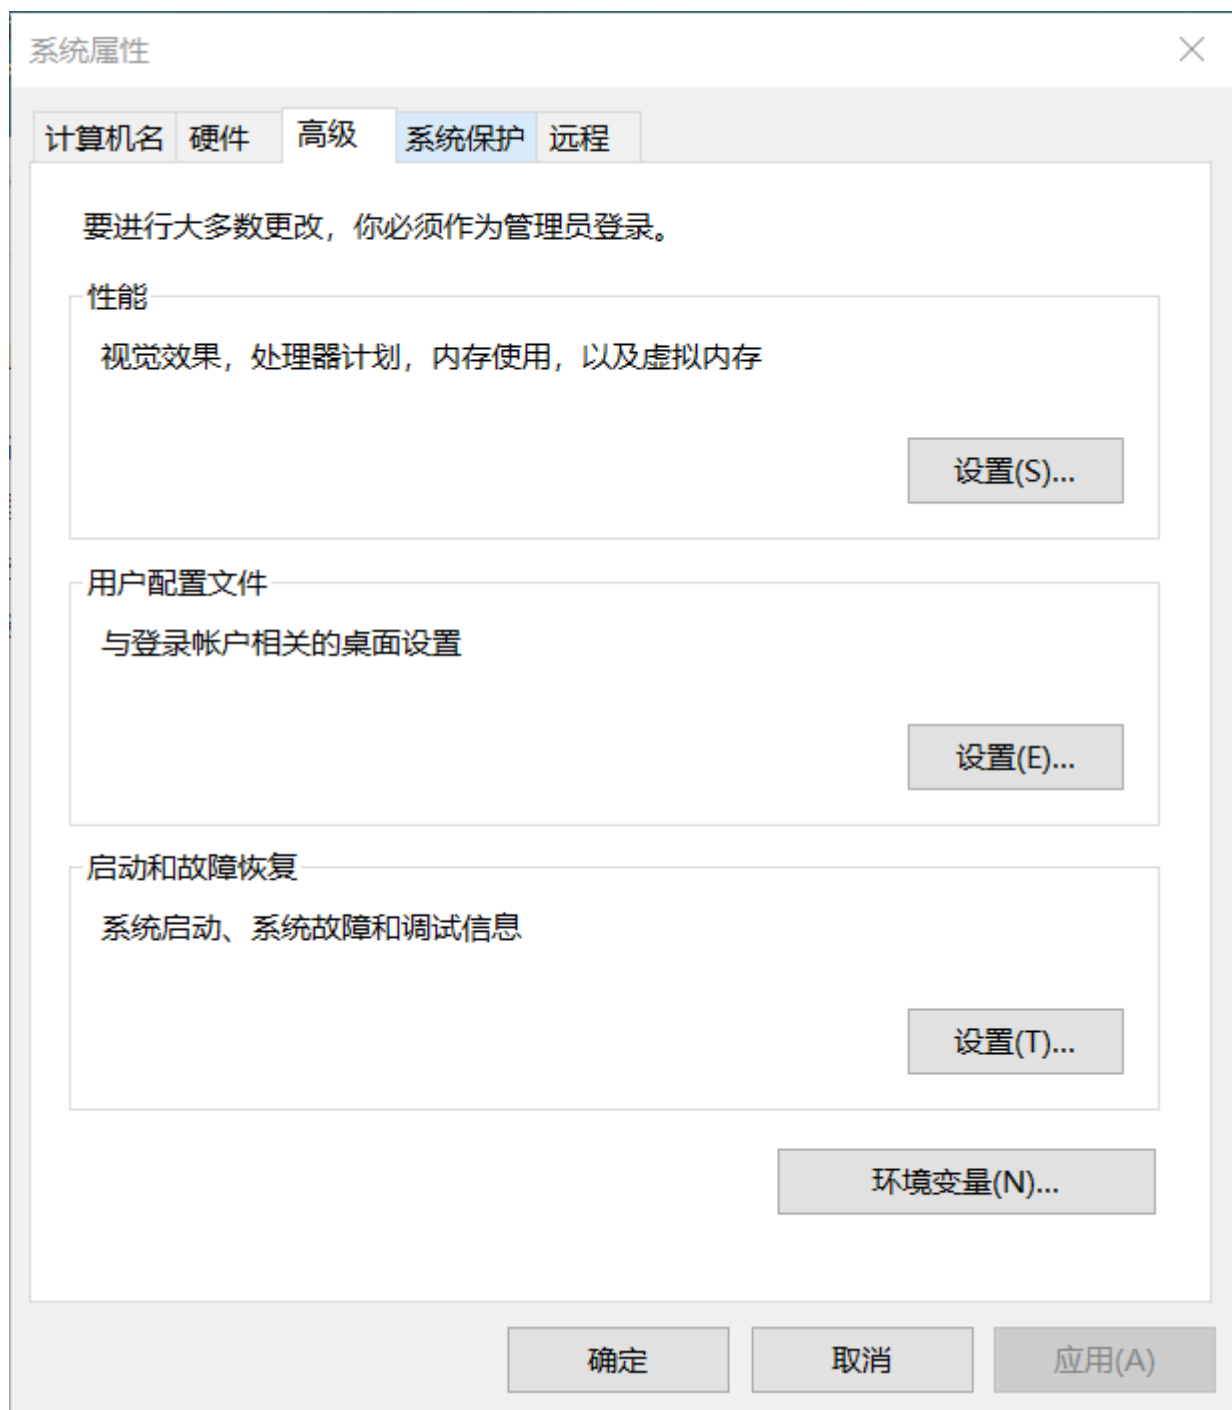 系统属性
计算机名 硬件 高级 系统保护 远程
要进行大多数更改，你必须作为管理员登录。
性能
视觉效果，处理器计划，内存使用，以及虚拟内存
设置(S)...
用户配置文件
与登录帐户相关的桌面设置
设置(E)...
启动和故障恢复
系统启动、系统故障和调试信息
设置(T)...
环境变量(N)...
确定 取消 应用(A)